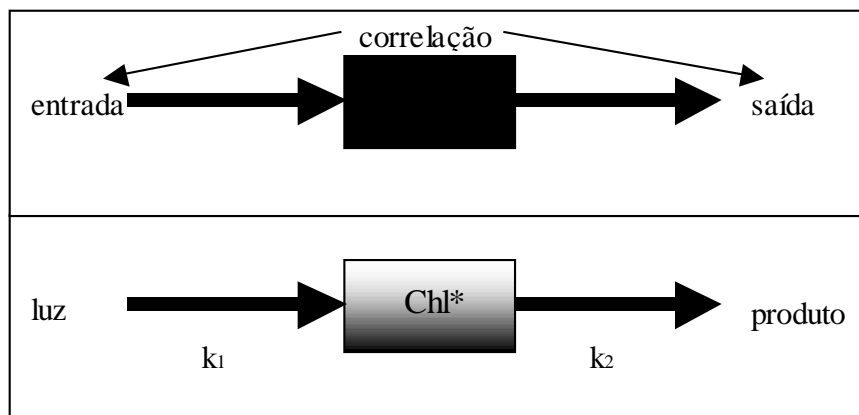 correlação
entrada
saída
luz
Chl*
produto
k₁
k₂